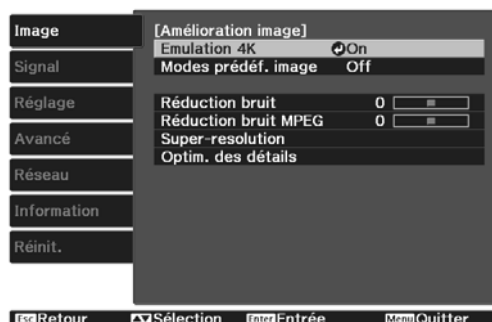 Image
Signal
Réglage
Avancé
Réseau
Information
Réinit.
[Amélioration image]
Emulation 4K On
Modes prédéf. image Off
Réduction bruit 0
Réduction bruit MPEG 0
Super-resolution
Optim. des détails
Esc Retour Sélection Enter Entrée Menu Quitter